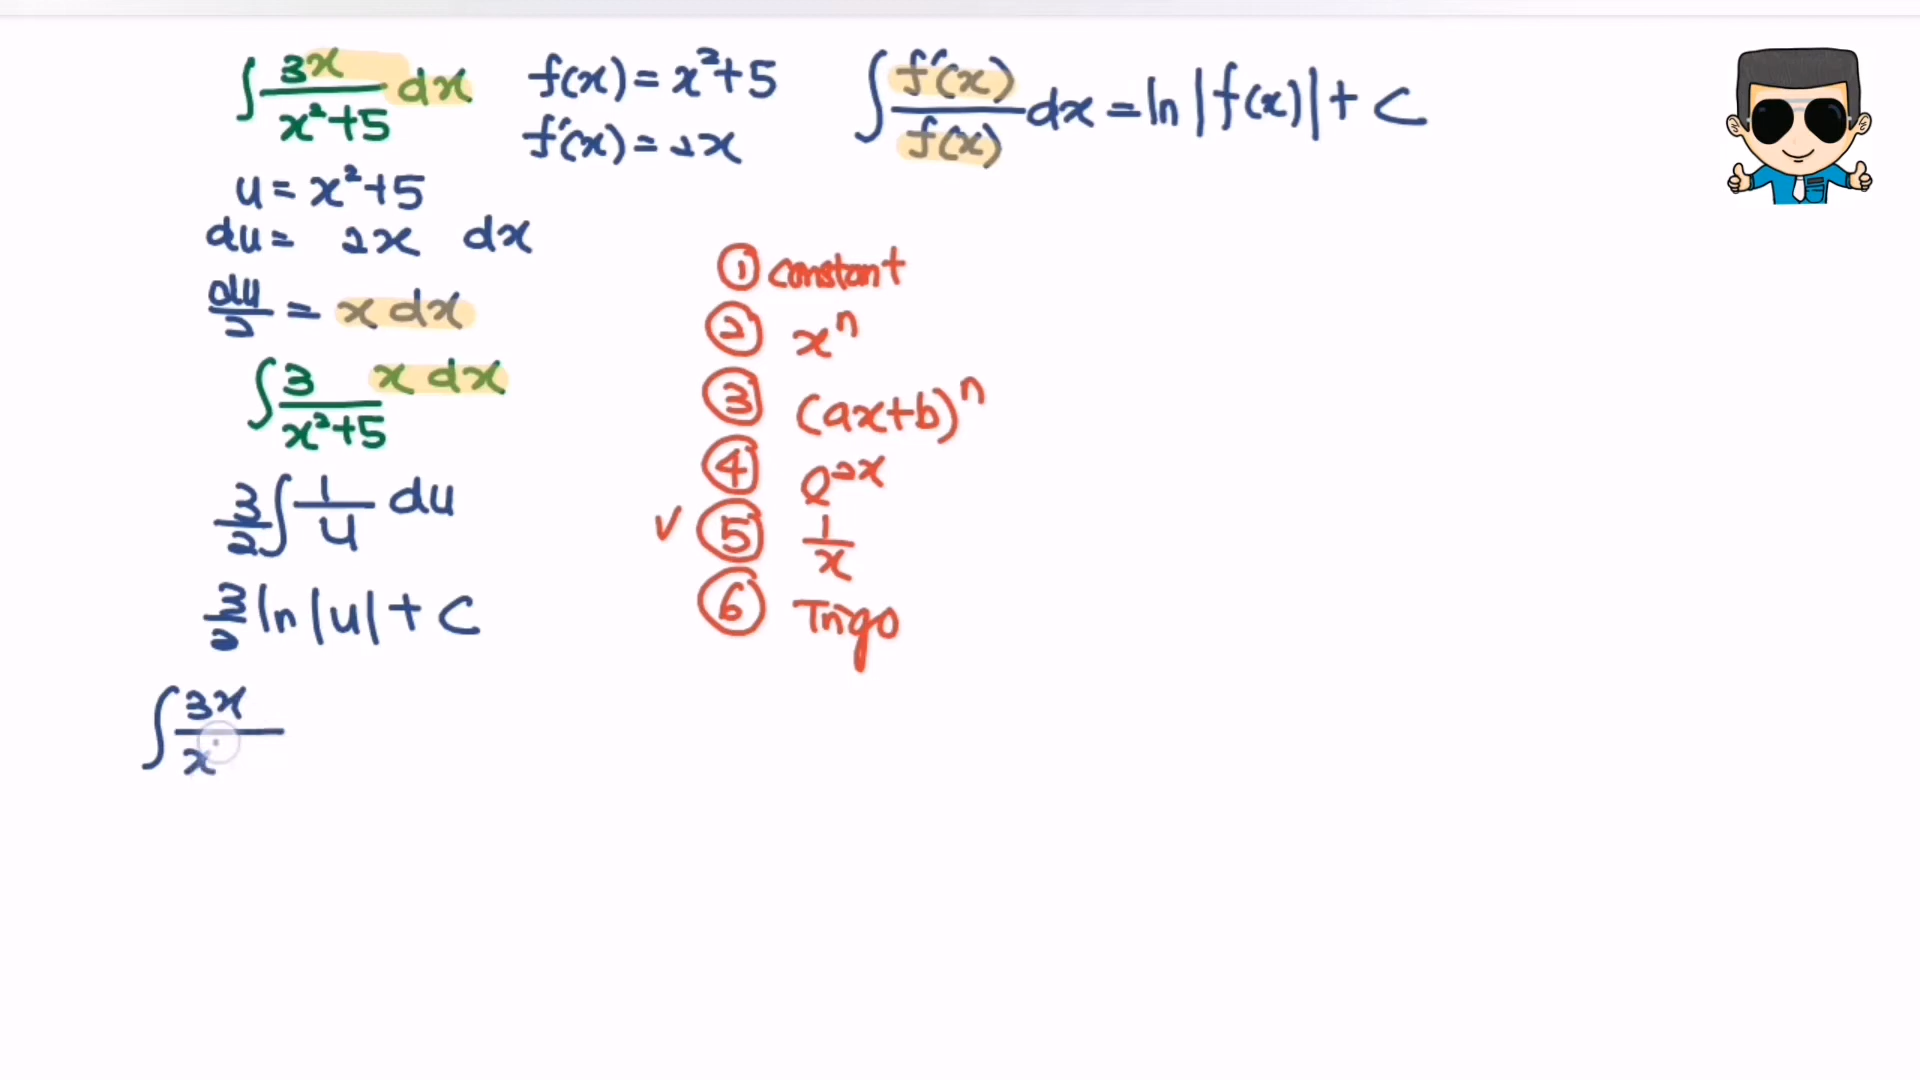 ∫ 3x/(x²+5) dx
u = x²+5
du = 2x dx
du/2 = x dx
∫ 3/(x²+5) x dx
3/2 ∫ 1/u du
3/2 ln|u| + C
∫ 3x/x
f(x) = x²+5
f'(x) = 2x
∫ f'(x)/f(x) dx = ln|f(x)| + C
① constant
② xⁿ
③ (ax+b)ⁿ
④ e²ˣ
✓ ⑤ 1/x
⑥ Trigo